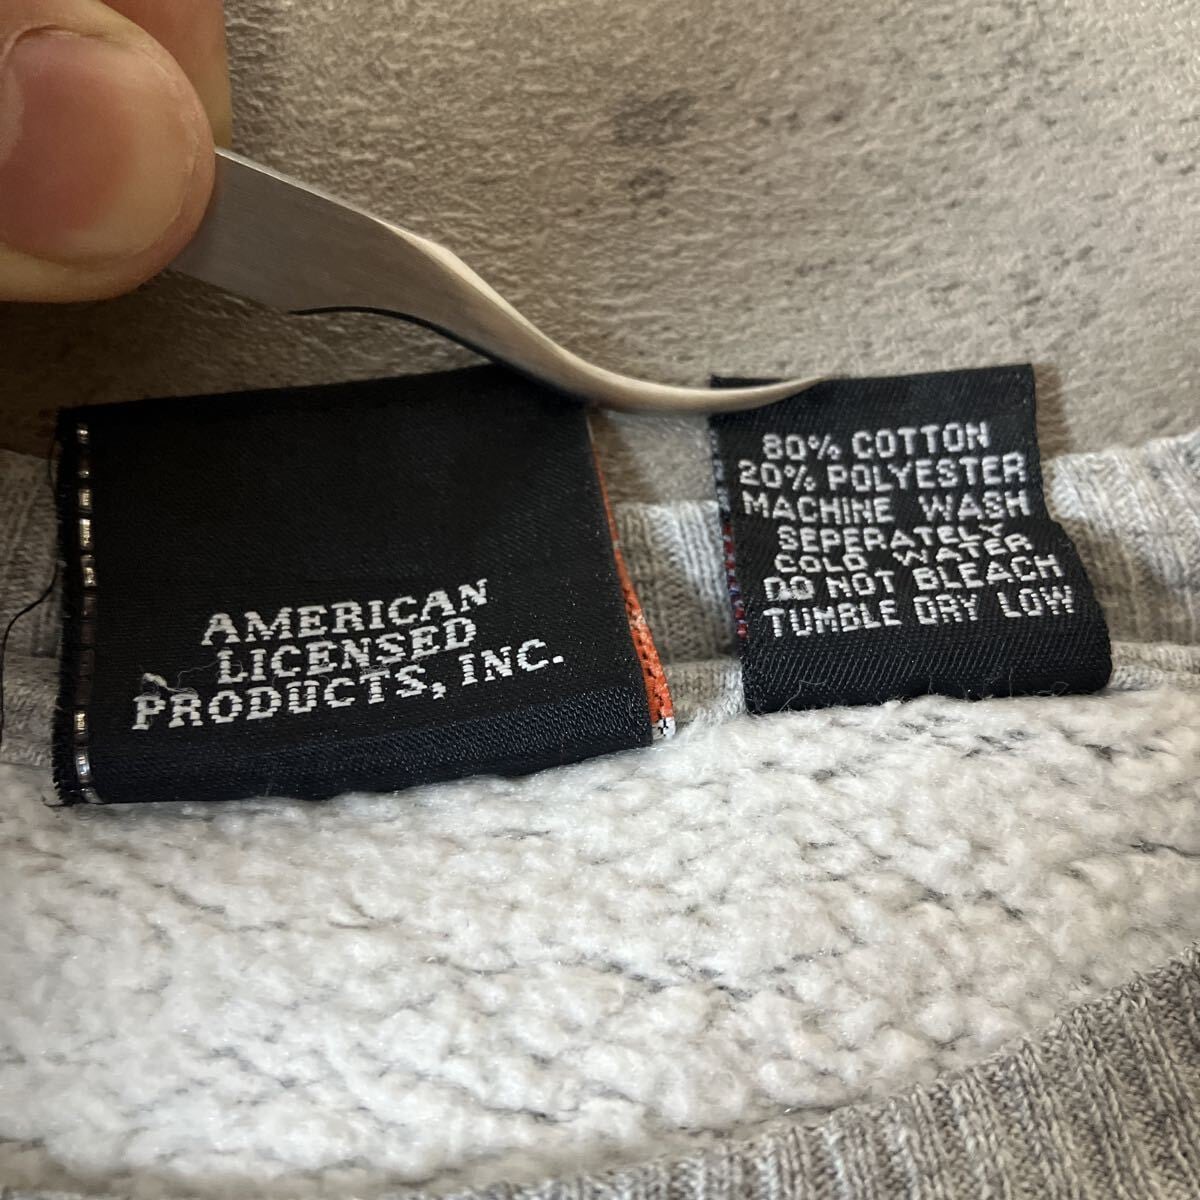 AMERICAN
LICENSED
PRODUCTS, INC.
80% COTTON
20% POLYESTER
MACHINE WASH
SEPERATELY
COLD WATER
DO NOT BLEACH
TUMBLE DRY LOW